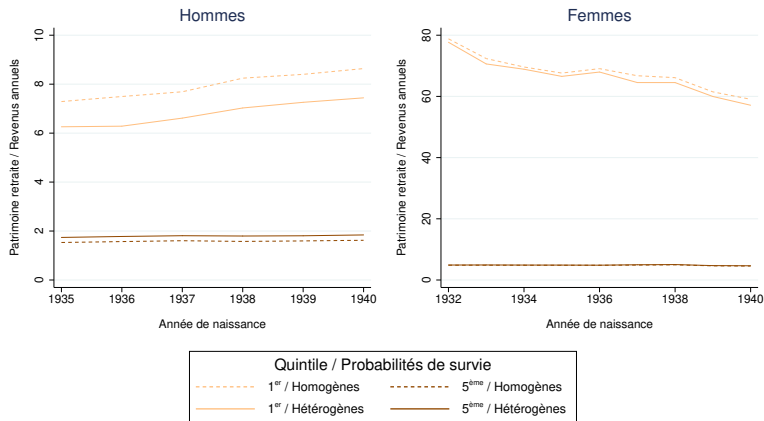 Hommes
Patrimoine retraite / Revenus annuels
10
8
6
4
2
0
1935 1936 1937 1938 1939 1940
Année de naissance
Femmes
Patrimoine retraite / Revenus annuels
80
60
40
20
0
1932 1934 1936 1938 1940
Année de naissance
Quintile / Probabilités de survie
1er / Homogènes 5ème / Homogènes
1er / Hétérogènes 5ème / Hétérogènes